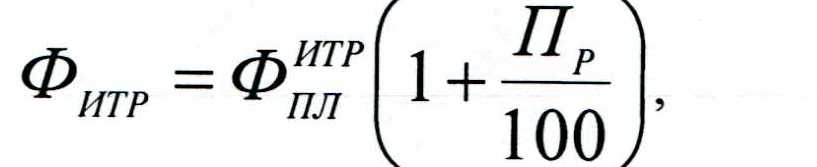 Ф_ИТР = Ф_ПЛ^ИТР (1 + П_Р / 100),